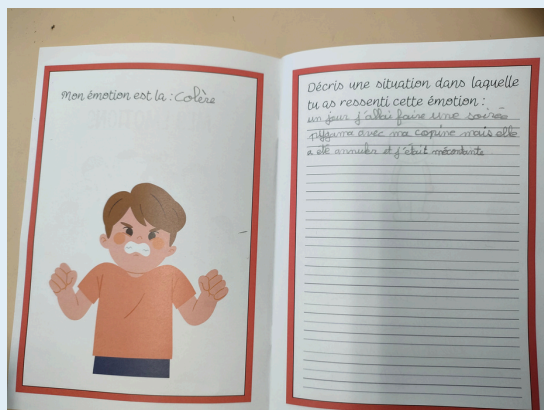 Mon émotion est la : Colère
Décris une situation dans laquelle
tu as ressenti cette émotion :
un jour j'allai faire une soirée
pyjama avec ma copine mais elle
a été annuler et j'était mécontente